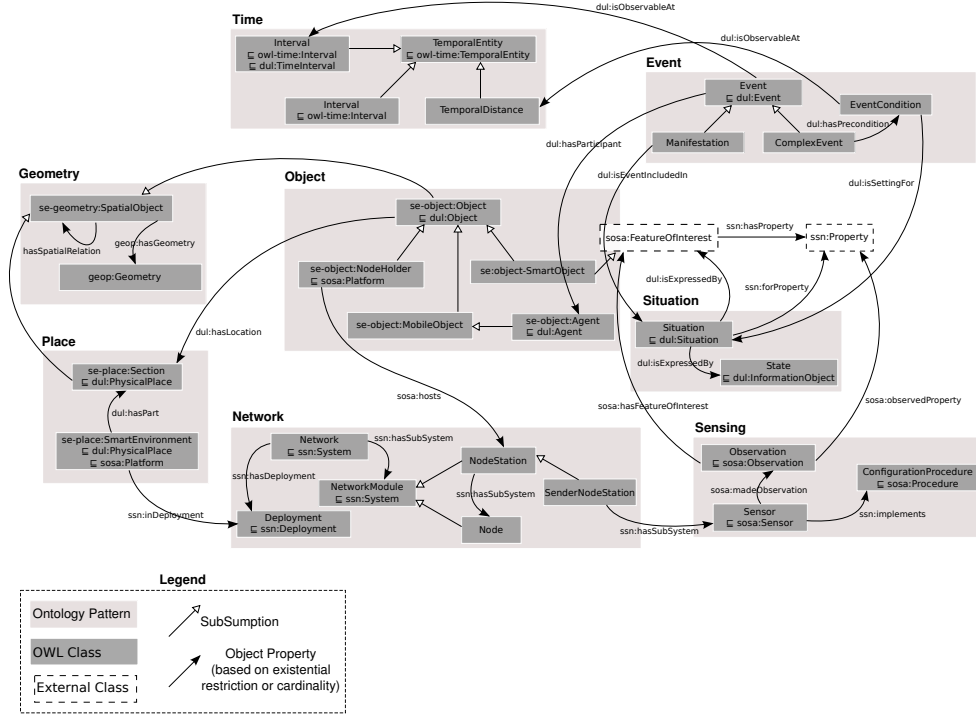 dul:isObservableAt
Time
Interval
⊑ owl-time:Interval
⊑ dul:TimeInterval
TemporalEntity
⊑ owl-time:TemporalEntity
Interval
⊑ owl-time:Interval
TemporalDistance
dul:isObservableAt
Event
Event
⊑ dul:Event
EventCondition
dul:hasPrecondition
Manifestation
ComplexEvent
dul:hasParticipant
dul:isEventIncludedIn
dul:isSettingFor
Geometry
se-geometry:SpatialObject
hasSpatialRelation
geop:hasGeometry
geop:Geometry
Object
se-object:Object
⊑ dul:Object
se-object:NodeHolder
⊑ sosa:Platform
se-object-SmartObject
se-object:MobileObject
se-object:Agent
⊑ dul:Agent
sosa:FeatureOfInterest
ssn:hasProperty
ssn:Property
dul:isExpressedBy
ssn:forProperty
Situation
Situation
⊑ dul:Situation
dul:isExpressedBy
State
⊑ dul:InformationObject
dul:hasLocation
Place
se-place:Section
⊑ dul:PhysicalPlace
dul:hasPart
se-place:SmartEnvironment
⊑ dul:PhysicalPlace
⊑ sosa:Platform
ssn:inDeployment
sosa:hosts
sosa:hasFeatureOfInterest
sosa:observedProperty
Network
Network
⊑ ssn:System
ssn:hasSubSystem
ssn:hasDeployment
NetworkModule
⊑ ssn:System
NodeStation
ssn:hasSubSystem
SenderNodeStation
Deployment
⊑ ssn:Deployment
Node
ssn:hasSubSystem
Sensing
Observation
⊑ sosa:Observation
sosa:madeObservation
ConfigurationProcedure
⊑ sosa:Procedure
Sensor
⊑ sosa:Sensor
ssn:implements
Legend
Ontology Pattern
SubSumption
OWL Class
Object Property
(based on existential
restriction or cardinality)
External Class